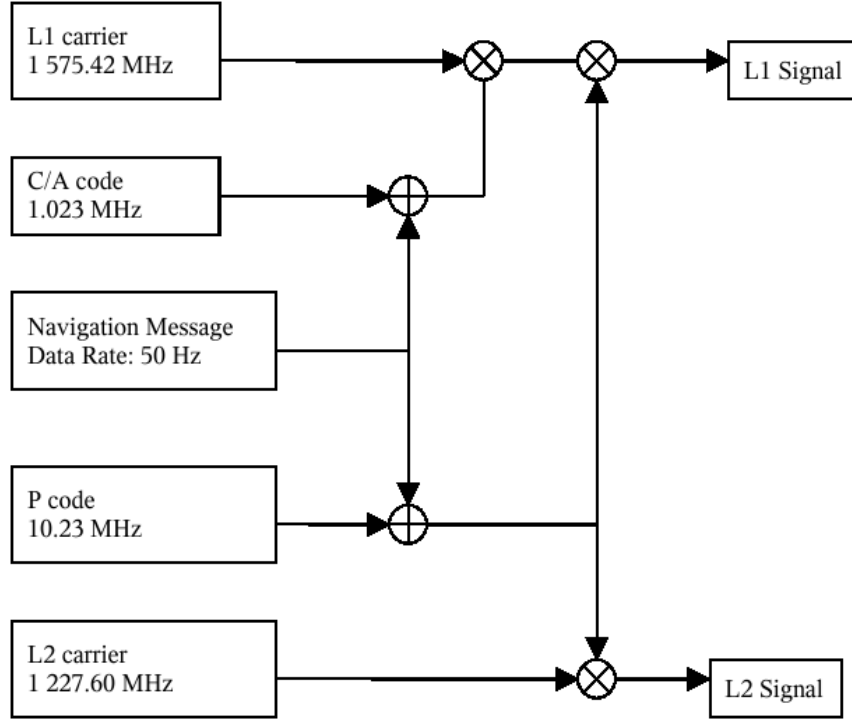 L1 carrier
1 575.42 MHz
L1 Signal
C/A code
1.023 MHz
Navigation Message
Data Rate: 50 Hz
P code
10.23 MHz
L2 carrier
1 227.60 MHz
L2 Signal